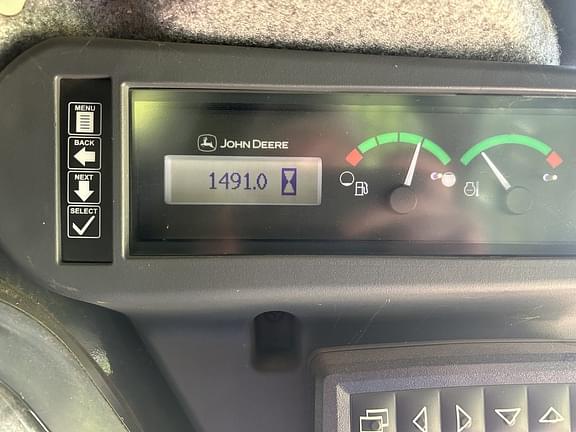 MENU
BACK
NEXT
SELECT
JOHN DEERE
1491.0